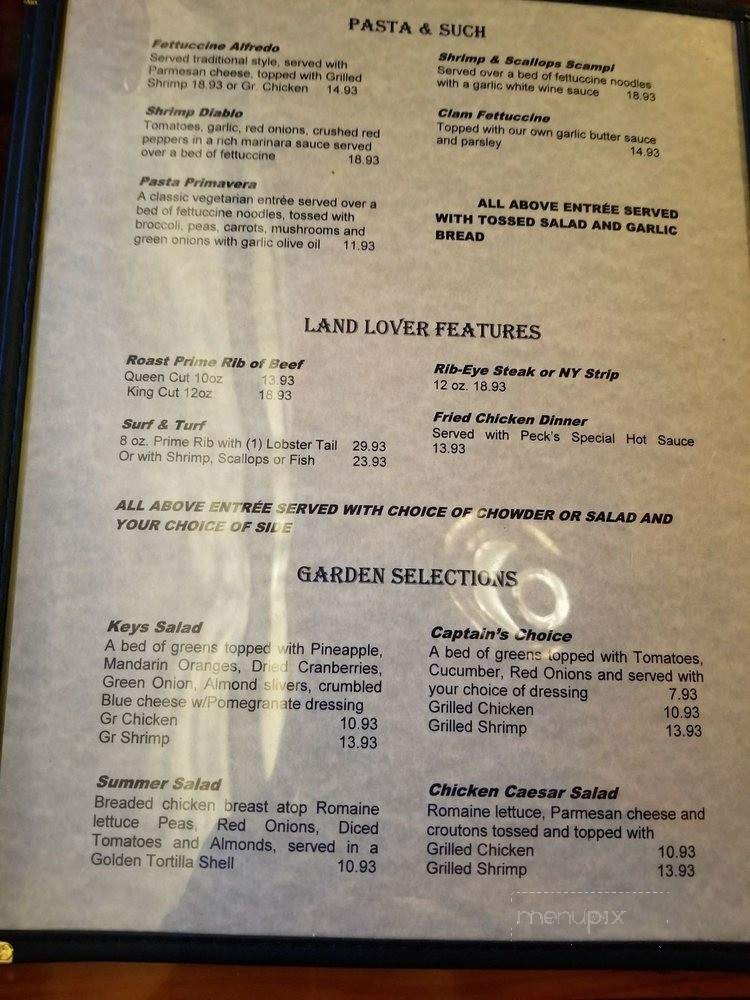 PASTA & SUCH
Fettuccine Alfredo
Served traditional style, served with
Parmesan cheese, topped with Grilled
Shrimp 18.93 or Gr. Chicken 14.93
Shrimp Diablo
Tomatoes, garlic, red onions, crushed red
peppers in a rich marinara sauce served
over a bed of fettuccine 18.93
Pasta Primavera
A classic vegetarian entrée served over a
bed of fettuccine noodles, tossed with
broccoli, peas, carrots, mushrooms and
green onions with garlic olive oil 11.93
Shrimp & Scallops Scampi
Served over a bed of fettuccine noodles
with a garlic white wine sauce 18.93
Clam Fettuccine
Topped with our own garlic butter sauce
and parsley 14.93
ALL ABOVE ENTRÉE SERVED
WITH TOSSED SALAD AND GARLIC
BREAD
LAND LOVER FEATURES
Roast Prime Rib of Beef
Queen Cut 10oz 13.93
King Cut 12oz 18.93
Surf & Turf
8 oz. Prime Rib with (1) Lobster Tail 29.93
Or with Shrimp, Scallops or Fish 23.93
Rib-Eye Steak or NY Strip
12 oz. 18.93
Fried Chicken Dinner
Served with Peck's Special Hot Sauce
13.93
ALL ABOVE ENTRÉE SERVED WITH CHOICE OF CHOWDER OR SALAD AND
YOUR CHOICE OF SIDE
GARDEN SELECTIONS
Keys Salad
A bed of greens topped with Pineapple,
Mandarin Oranges, Dried Cranberries,
Green Onion, Almond slivers, crumbled
Blue cheese w/Pomegranate dressing
Gr Chicken 10.93
Gr Shrimp 13.93
Summer Salad
Breaded chicken breast atop Romaine
lettuce Peas, Red Onions, Diced
Tomatoes and Almonds, served in a
Golden Tortilla Shell 10.93
Captain's Choice
A bed of greens topped with Tomatoes,
Cucumber, Red Onions and served with
your choice of dressing 7.93
Grilled Chicken 10.93
Grilled Shrimp 13.93
Chicken Caesar Salad
Romaine lettuce, Parmesan cheese and
croutons tossed and topped with
Grilled Chicken 10.93
Grilled Shrimp 13.93
menupix